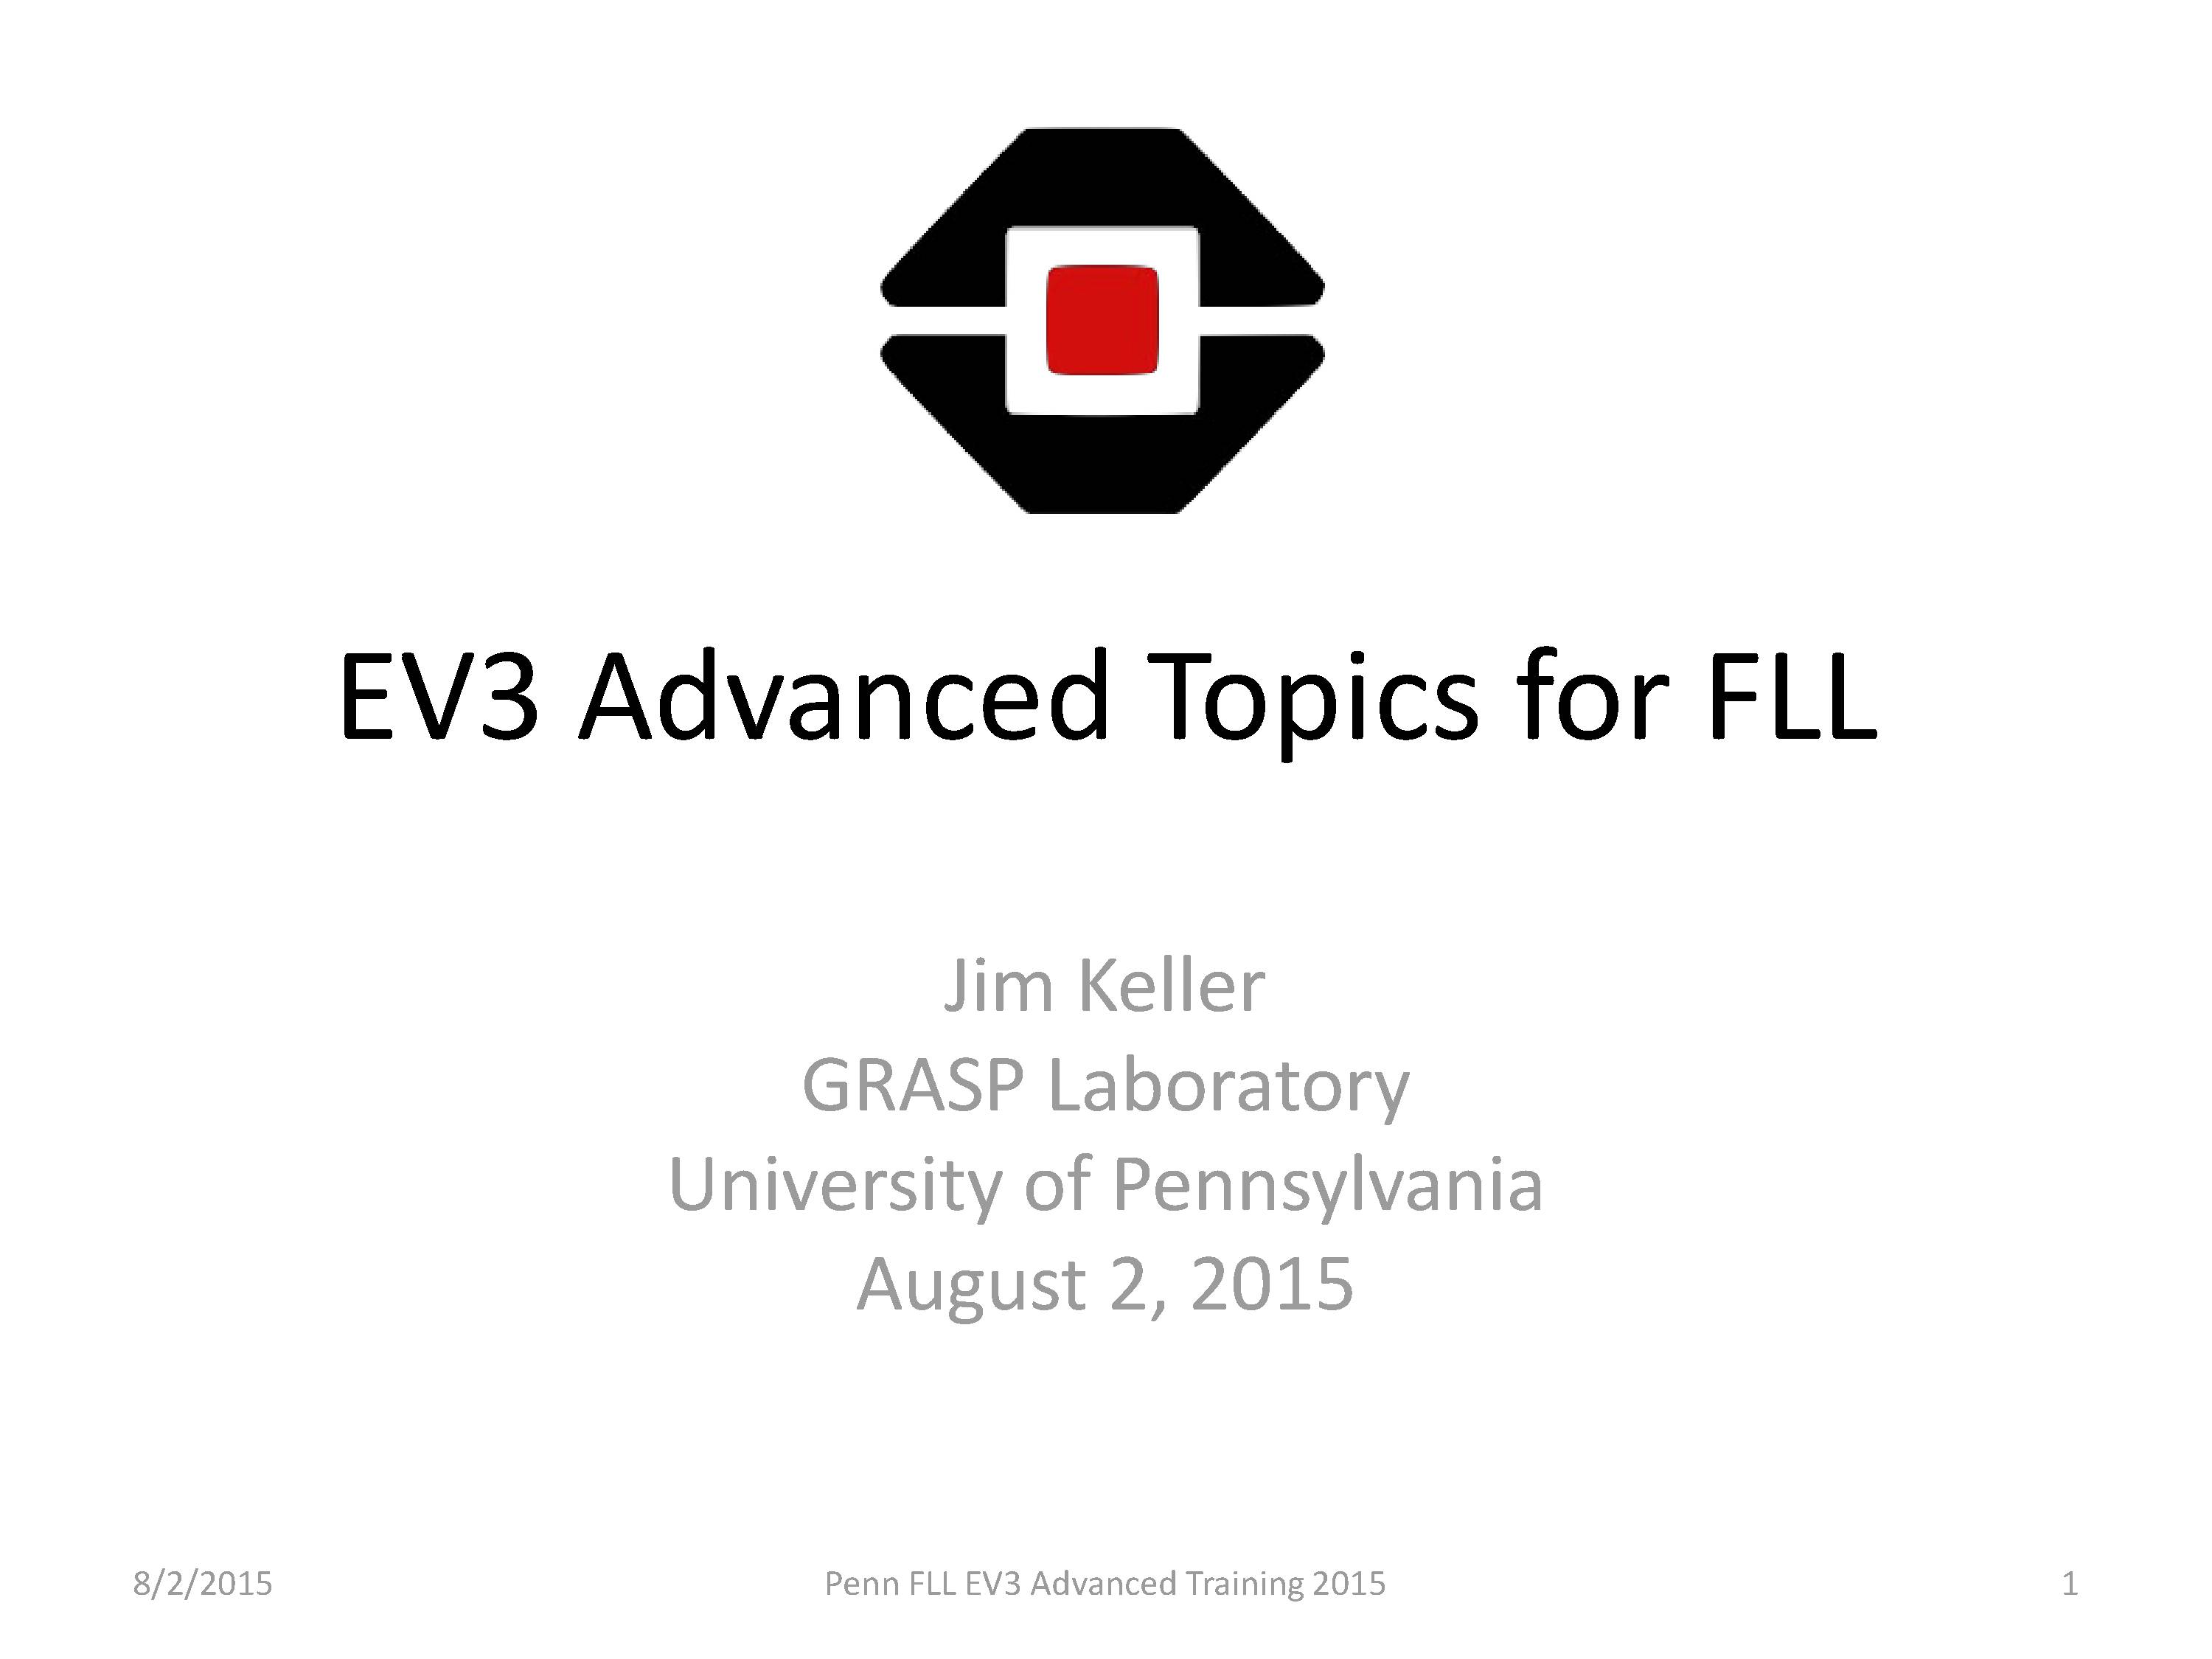 EV3 Advanced Topics for FLL
Jim Keller
GRASP Laboratory
University of Pennsylvania
August 2, 2015
8/2/2015
Penn FLL EV3 Advanced Training 2015
1